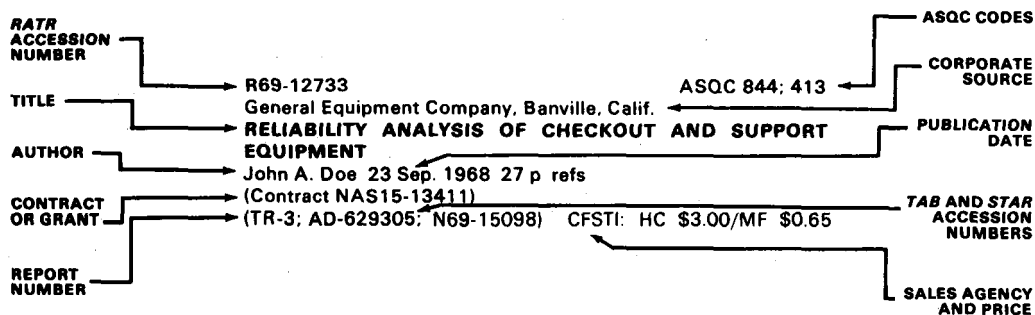 RATR
ACCESSION
NUMBER
ASQC CODES
R69-12733 ASQC 844; 413
CORPORATE
SOURCE
TITLE
General Equipment Company, Banville, Calif.
RELIABILITY ANALYSIS OF CHECKOUT AND SUPPORT
EQUIPMENT
PUBLICATION
DATE
AUTHOR
John A. Doe 23 Sep. 1968 27 p refs
CONTRACT
OR GRANT
(Contract NAS15-13411)
(TR-3; AD-629305; N69-15098) CFSTI: HC $3.00/MF $0.65
TAB AND STAR
ACCESSION
NUMBERS
REPORT
NUMBER
SALES AGENCY
AND PRICE